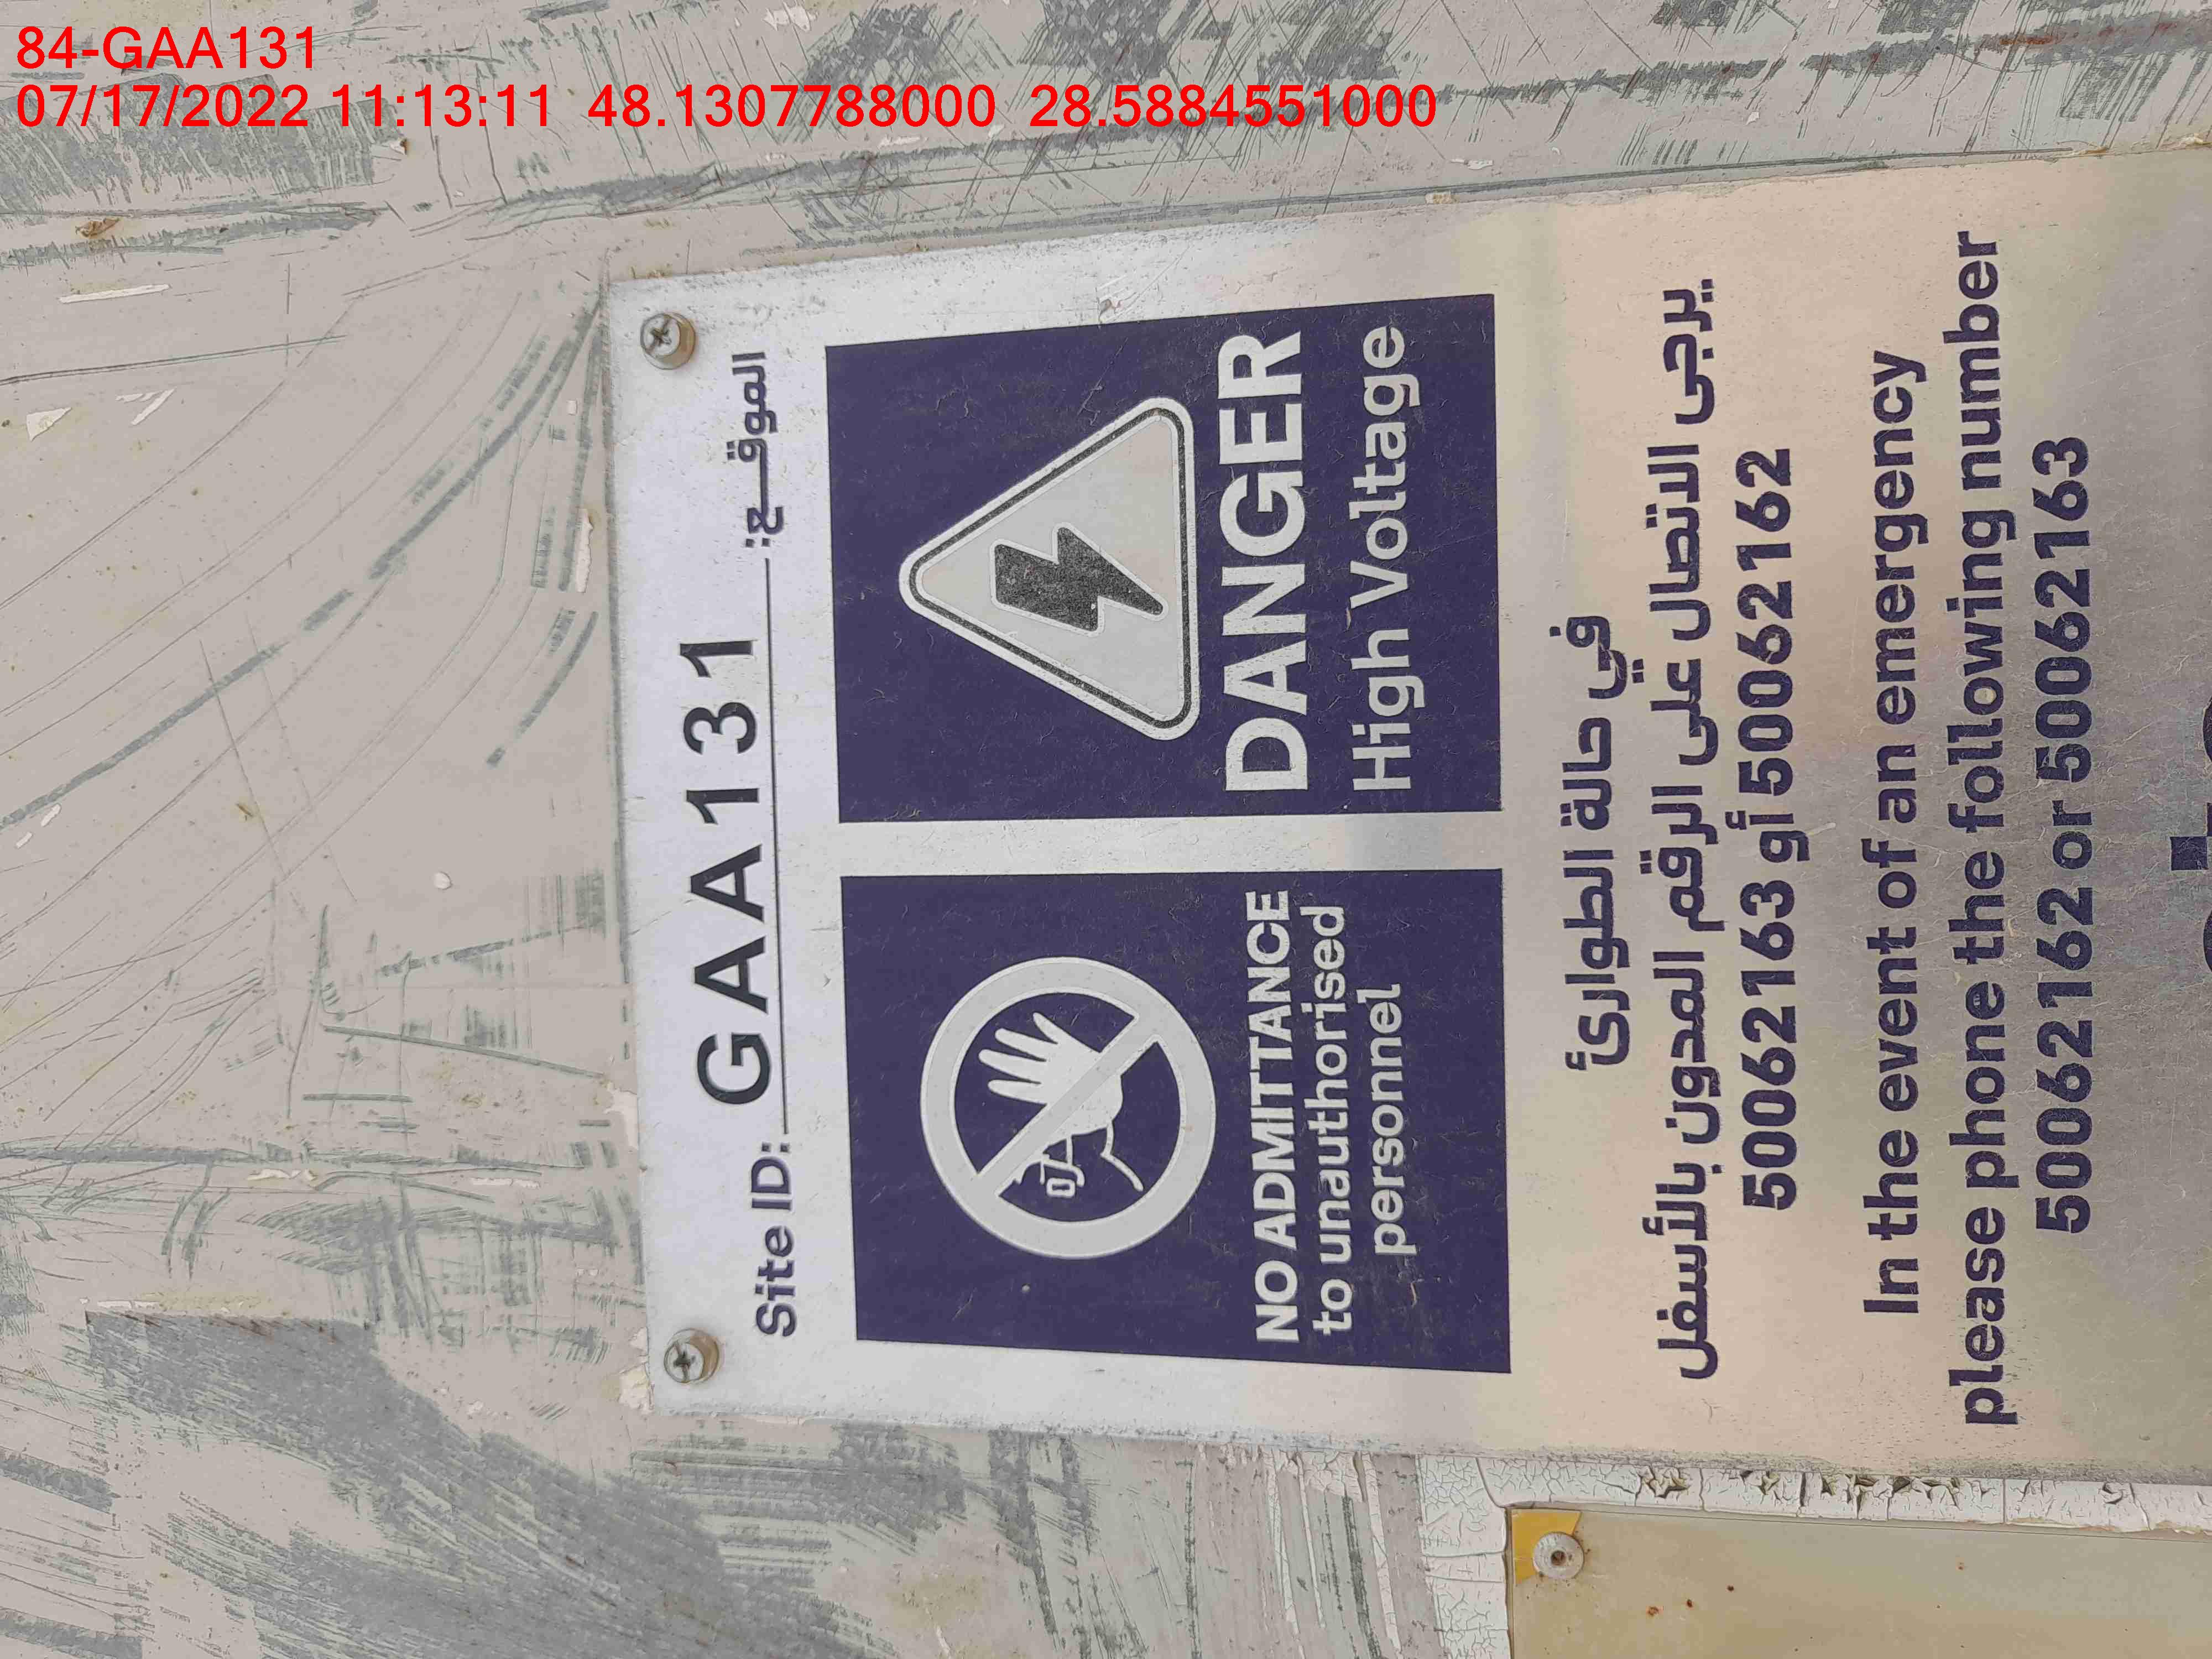 84-GAA131
07/17/2022 11:13:11 48.1307788000 28.5884551000
Site ID: GAA131 الموقــع:
NO ADMITTANCE
to unauthorised
personnel
DANGER
High Voltage
في حالة الطوارئ
يرجى الاتصال على الرقم المدون بالأسفل
50062163 أو 50062162
In the event of an emergency
please phone the following number
50062162 or 50062163